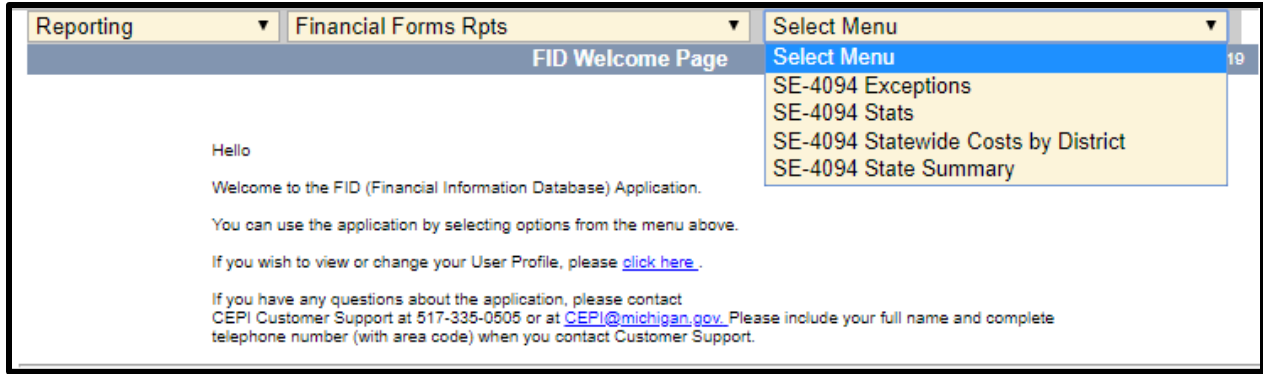 Reporting Financial Forms Rpts Select Menu
FID Welcome Page Select Menu 19
SE-4094 Exceptions
SE-4094 Stats
SE-4094 Statewide Costs by District
SE-4094 State Summary
Hello
Welcome to the FID (Financial Information Database) Application.
You can use the application by selecting options from the menu above.
If you wish to view or change your User Profile, please click here .
If you have any questions about the application, please contact
CEPI Customer Support at 517-335-0505 or at CEPI@michigan.gov. Please include your full name and complete
telephone number (with area code) when you contact Customer Support.